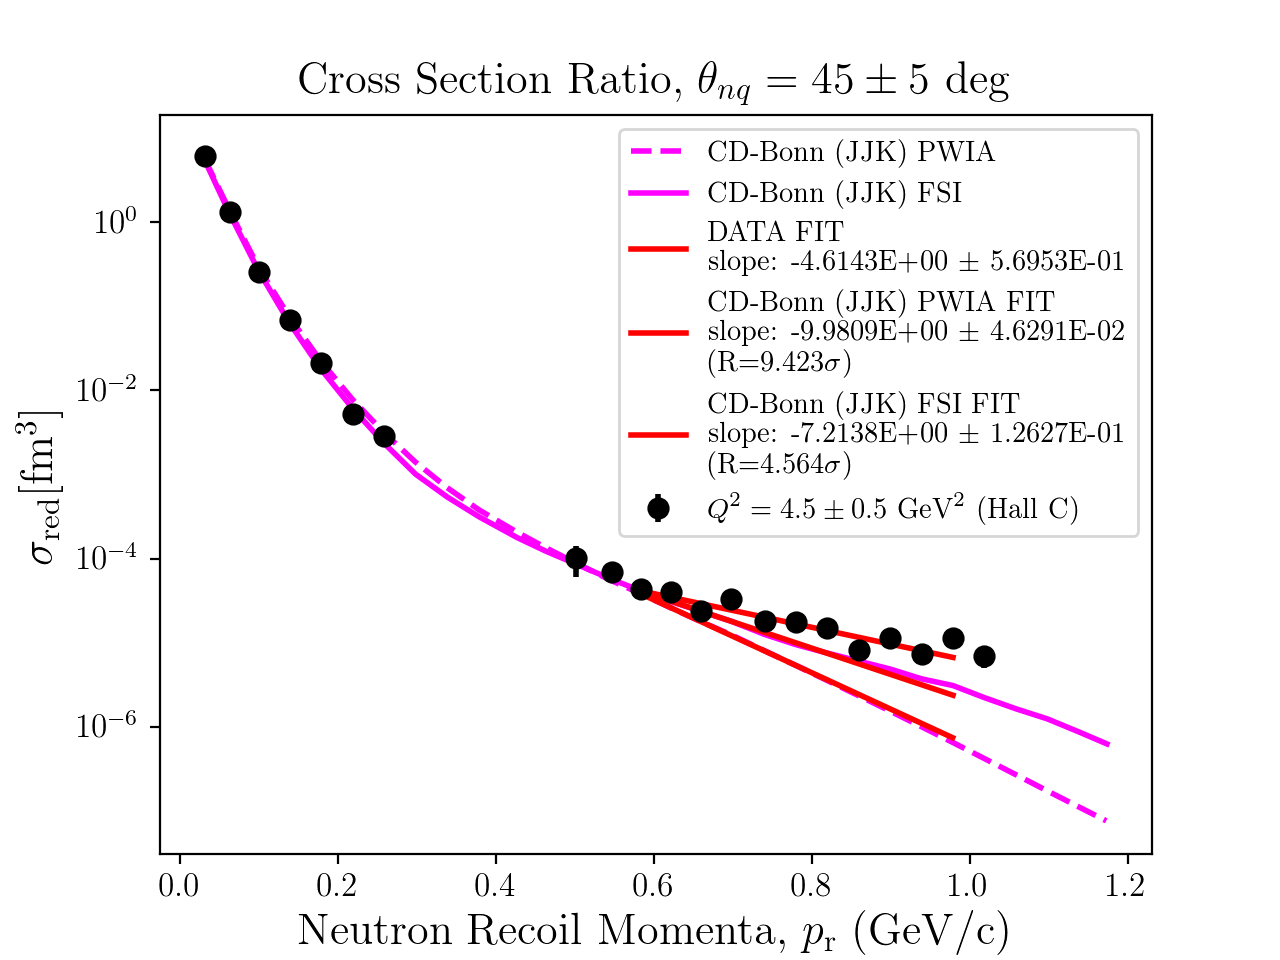 Cross Section Ratio, θnq = 45 ± 5 deg
CD-Bonn (JJK) PWIA
CD-Bonn (JJK) FSI
DATA FIT
slope: -4.6143E+00 ± 5.6953E-01
CD-Bonn (JJK) PWIA FIT
slope: -9.9809E+00 ± 4.6291E-02
(R=9.423σ)
CD-Bonn (JJK) FSI FIT
slope: -7.2138E+00 ± 1.2627E-01
(R=4.564σ)
Q² = 4.5 ± 0.5 GeV² (Hall C)
σred[fm³]
10⁰
10⁻²
10⁻⁴
10⁻⁶
0.0 0.2 0.4 0.6 0.8 1.0 1.2
Neutron Recoil Momenta, pr (GeV/c)